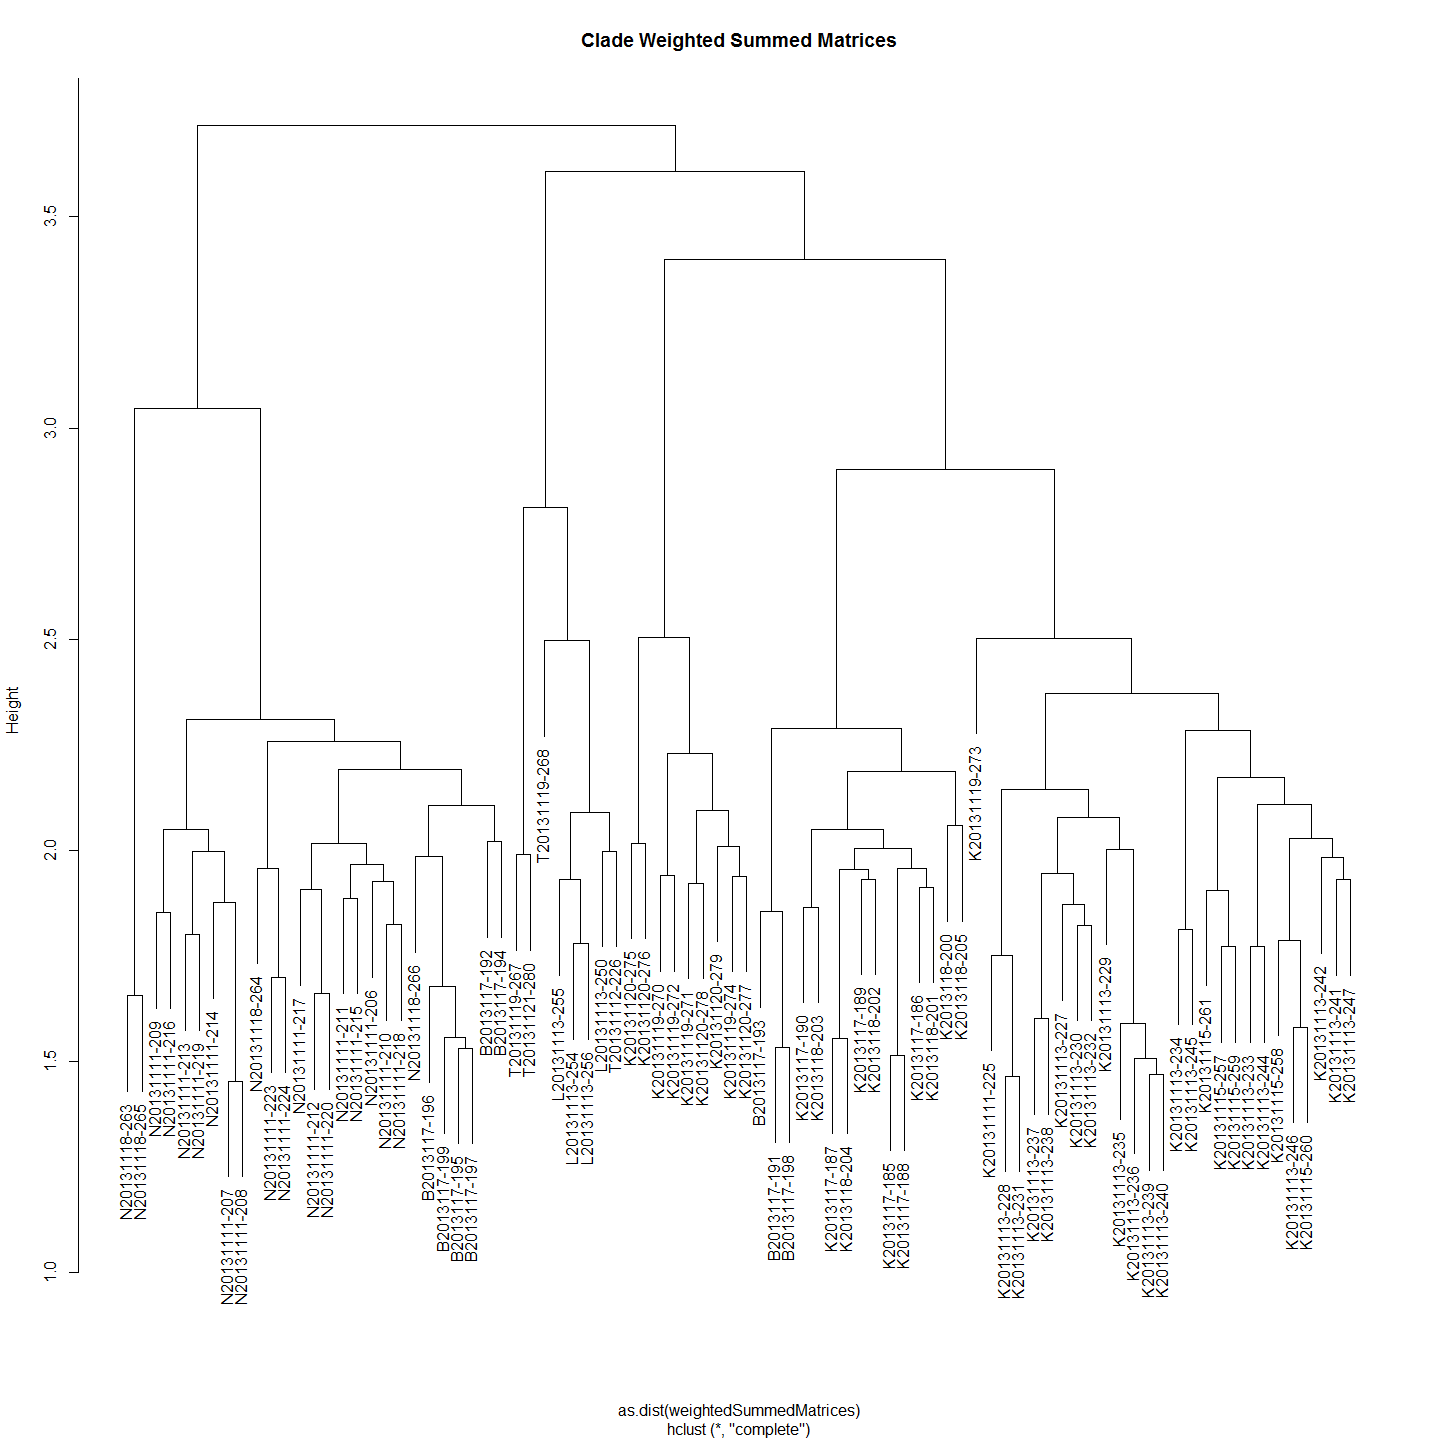 Clade Weighted Summed Matrices
Height
3.5
3.0
2.5
2.0
1.5
1.0
N20131118-263
N20131118-265
N20131111-209
N20131111-216
N20131111-213
N20131111-219
N20131111-214
N20131111-207
N20131111-208
N20131118-264
N20131111-223
N20131111-224
N20131111-217
N20131111-212
N20131111-220
N20131111-211
N20131111-215
N20131111-206
N20131111-210
N20131111-218
N20131118-266
B2013117-196
B2013117-199
B2013117-195
B2013117-197
B2013117-192
B2013117-194
T20131119-267
T20131121-280
T20131119-268
L20131113-255
L20131113-254
L20131113-256
L20131113-250
T20131112-226
K20131120-275
K20131120-276
K20131119-270
K20131119-272
K20131119-271
K20131120-278
K20131120-279
K20131119-274
K20131120-277
B2013117-193
B2013117-191
B2013117-198
K2013117-190
K2013118-203
K2013117-187
K2013118-204
K2013117-189
K2013118-202
K2013117-185
K2013117-188
K2013117-186
K2013118-201
K2013118-200
K2013118-205
K20131119-273
K20131111-225
K20131113-228
K20131113-231
K20131113-237
K20131113-238
K20131113-227
K20131113-230
K20131113-232
K20131113-229
K20131113-235
K20131113-236
K20131113-239
K20131113-240
K20131113-234
K20131113-245
K20131115-261
K20131115-257
K20131115-259
K20131113-233
K20131113-244
K20131115-258
K20131113-246
K20131115-260
K20131113-242
K20131113-241
K20131113-247
as.dist(weightedSummedMatrices)
hclust (*, "complete")